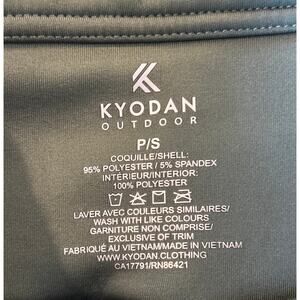 KYODAN
OUTDOOR
P/S
COQUILLE/SHELL:
95% POLYESTER / 5% SPANDEX
INTÉRIEUR/INTERIOR:
100% POLYESTER
LAVER AVEC COULEURS SIMILAIRES/
WASH WITH LIKE COLOURS
GARNITURE NON COMPRISE/
EXCLUSIVE OF TRIM
FABRIQUÉ AU VIETNAM/MADE IN VIETNAM
WWW.KYODAN.CLOTHING
CA17791/RN86421